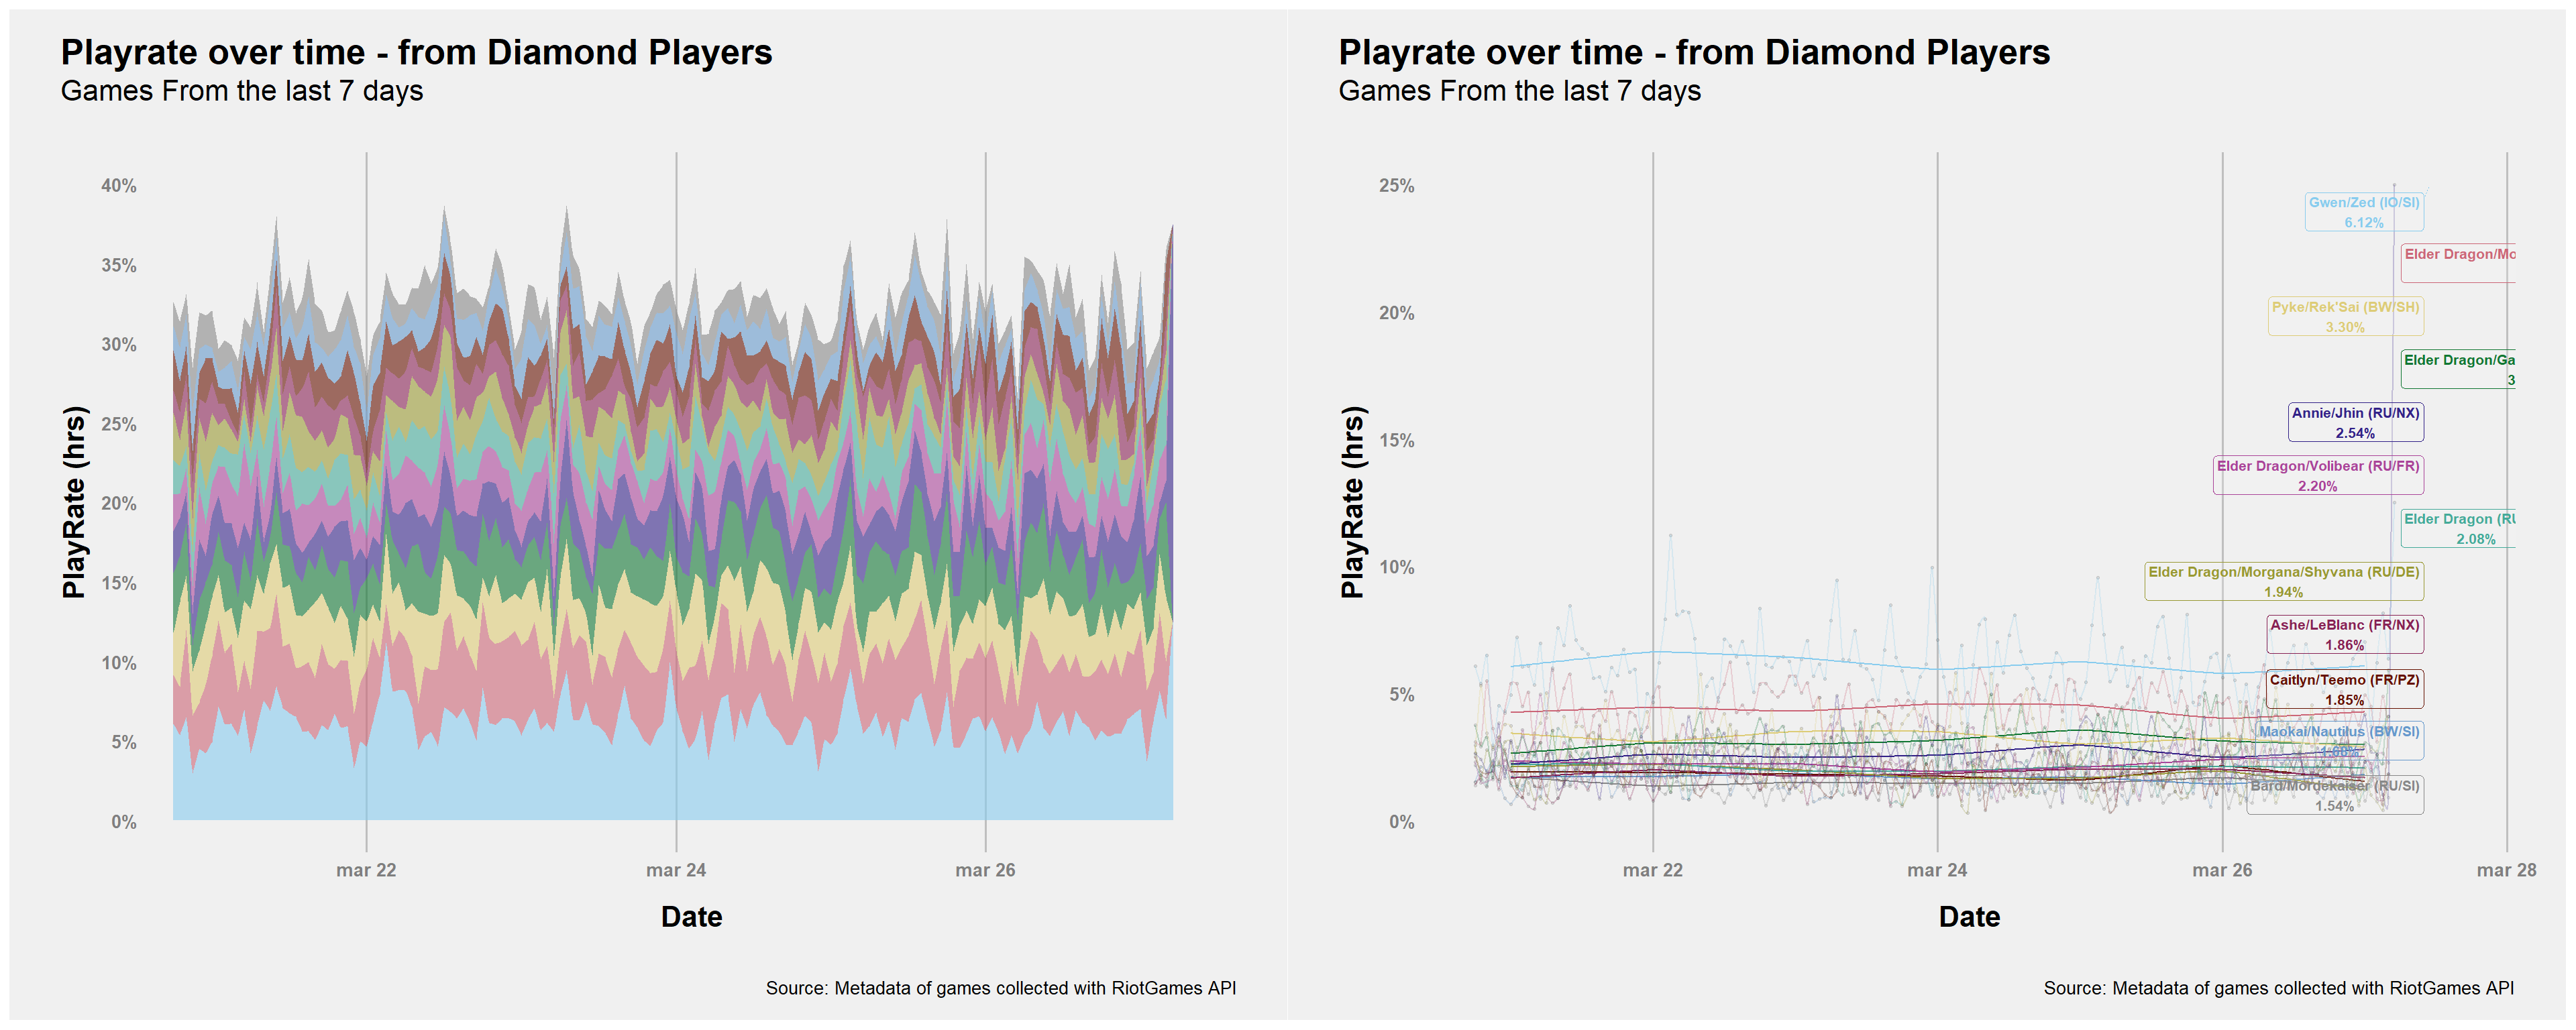 Playrate over time - from Diamond Players
Games From the last 7 days
40%
35%
30%
25%
20%
15%
10%
5%
0%
PlayRate (hrs)
mar 22
mar 24
mar 26
Date
Source: Metadata of games collected with RiotGames API
Playrate over time - from Diamond Players
Games From the last 7 days
25%
20%
15%
10%
5%
0%
PlayRate (hrs)
Gwen/Zed (IO/SI)
6.12%
Elder Dragon/Mo
Pyke/Rek'Sai (BW/SH)
3.30%
Elder Dragon/Ga
3
Annie/Jhin (RU/NX)
2.54%
Elder Dragon/Volibear (RU/FR)
2.20%
Elder Dragon (RU
2.08%
Elder Dragon/Morgana/Shyvana (RU/DE)
1.94%
Ashe/LeBlanc (FR/NX)
1.86%
Caitlyn/Teemo (FR/PZ)
1.85%
Maokai/Nautilus (BW/SI)
Bard/Mordekaiser (RU/SI)
1.54%
mar 22
mar 24
mar 26
mar 28
Date
Source: Metadata of games collected with RiotGames API